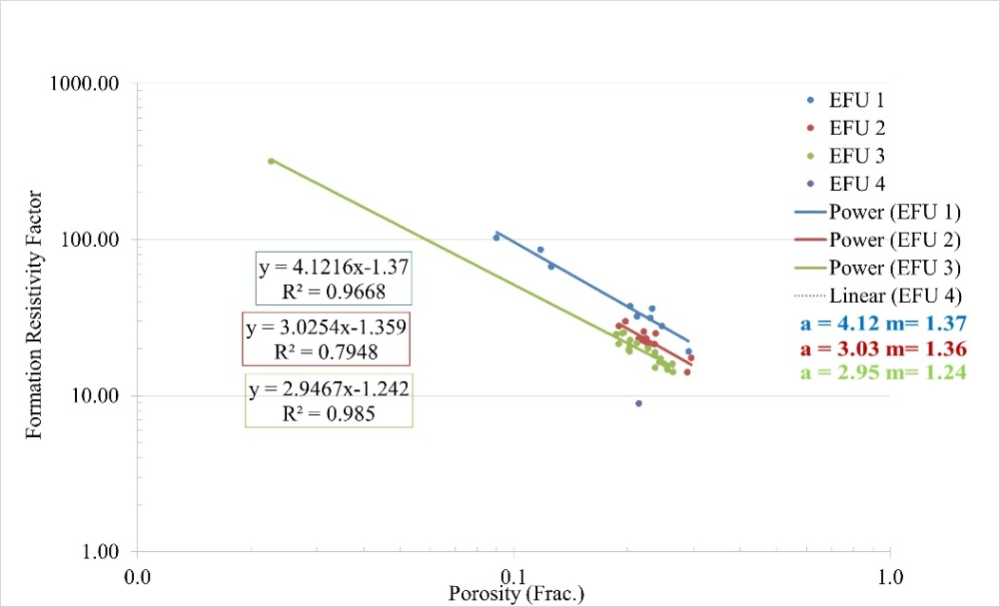 1000.00
100.00
10.00
1.00
Formation Resistivity Factor
0.0
0.1
1.0
Porosity (Frac.)
y = 4.1216x-1.37
R² = 0.9668
y = 3.0254x-1.359
R² = 0.7948
y = 2.9467x-1.242
R² = 0.985
EFU 1
EFU 2
EFU 3
EFU 4
Power (EFU 1)
Power (EFU 2)
Power (EFU 3)
Linear (EFU 4)
a = 4.12 m= 1.37
a = 3.03 m= 1.36
a = 2.95 m= 1.24